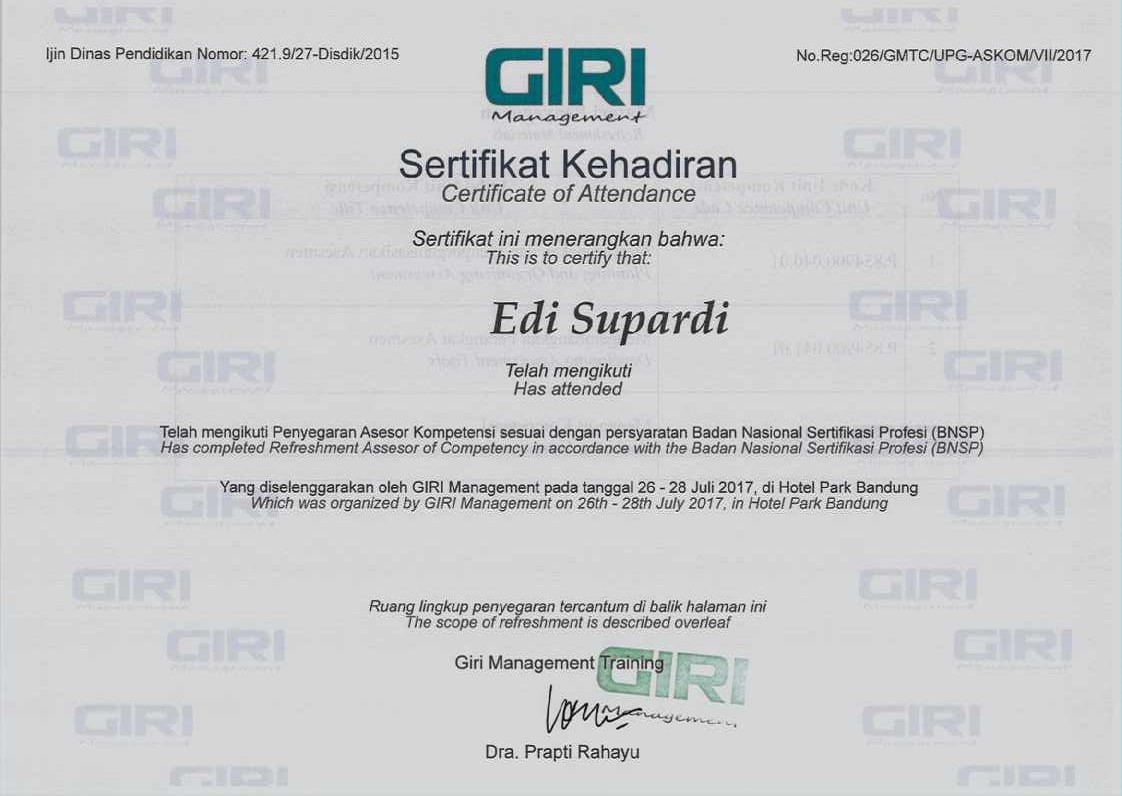 Ijin Dinas Pendidikan Nomor: 421.9/27-Disdik/2015
No.Reg:026/GMTC/UPG-ASKOM/VII/2017
GIRI
Management
Sertifikat Kehadiran
Certificate of Attendance
Sertifikat ini menerangkan bahwa:
This is to certify that:
Edi Supardi
Telah mengikuti
Has attended
Telah mengikuti Penyegaran Asesor Kompetensi sesuai dengan persyaratan Badan Nasional Sertifikasi Profesi (BNSP)
Has completed Refreshment Assesor of Competency in accordance with the Badan Nasional Sertifikasi Profesi (BNSP)
Yang diselenggarakan oleh GIRI Management pada tanggal 26 - 28 Juli 2017, di Hotel Park Bandung
Which was organized by GIRI Management on 26th - 28th July 2017, in Hotel Park Bandung
Ruang lingkup penyegaran tercantum di balik halaman ini
The scope of refreshment is described overleaf
Giri Management Training
GIRI
Management
Dra. Prapti Rahayu